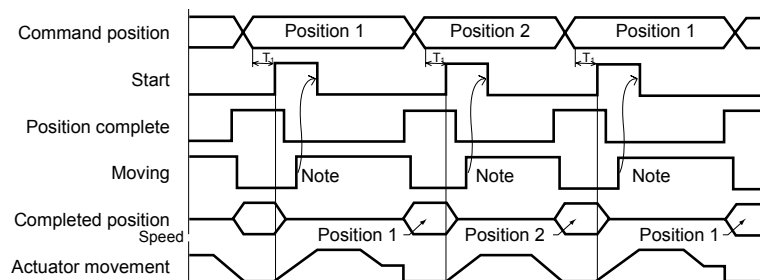 Command position Position 1 Position 2 Position 1
T1 T1 T1
Start
Position complete
Moving Note Note Note
Completed position
Speed Position 1 Position 2 Position 1
Actuator movement